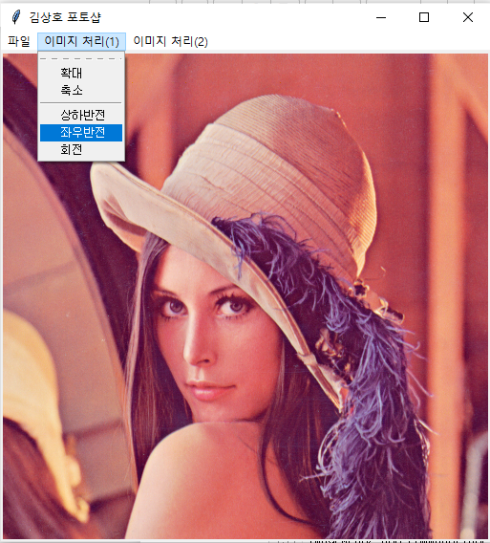 김상호 포토샵
파일 이미지 처리(1) 이미지 처리(2)
확대
축소
상하반전
좌우반전
회전